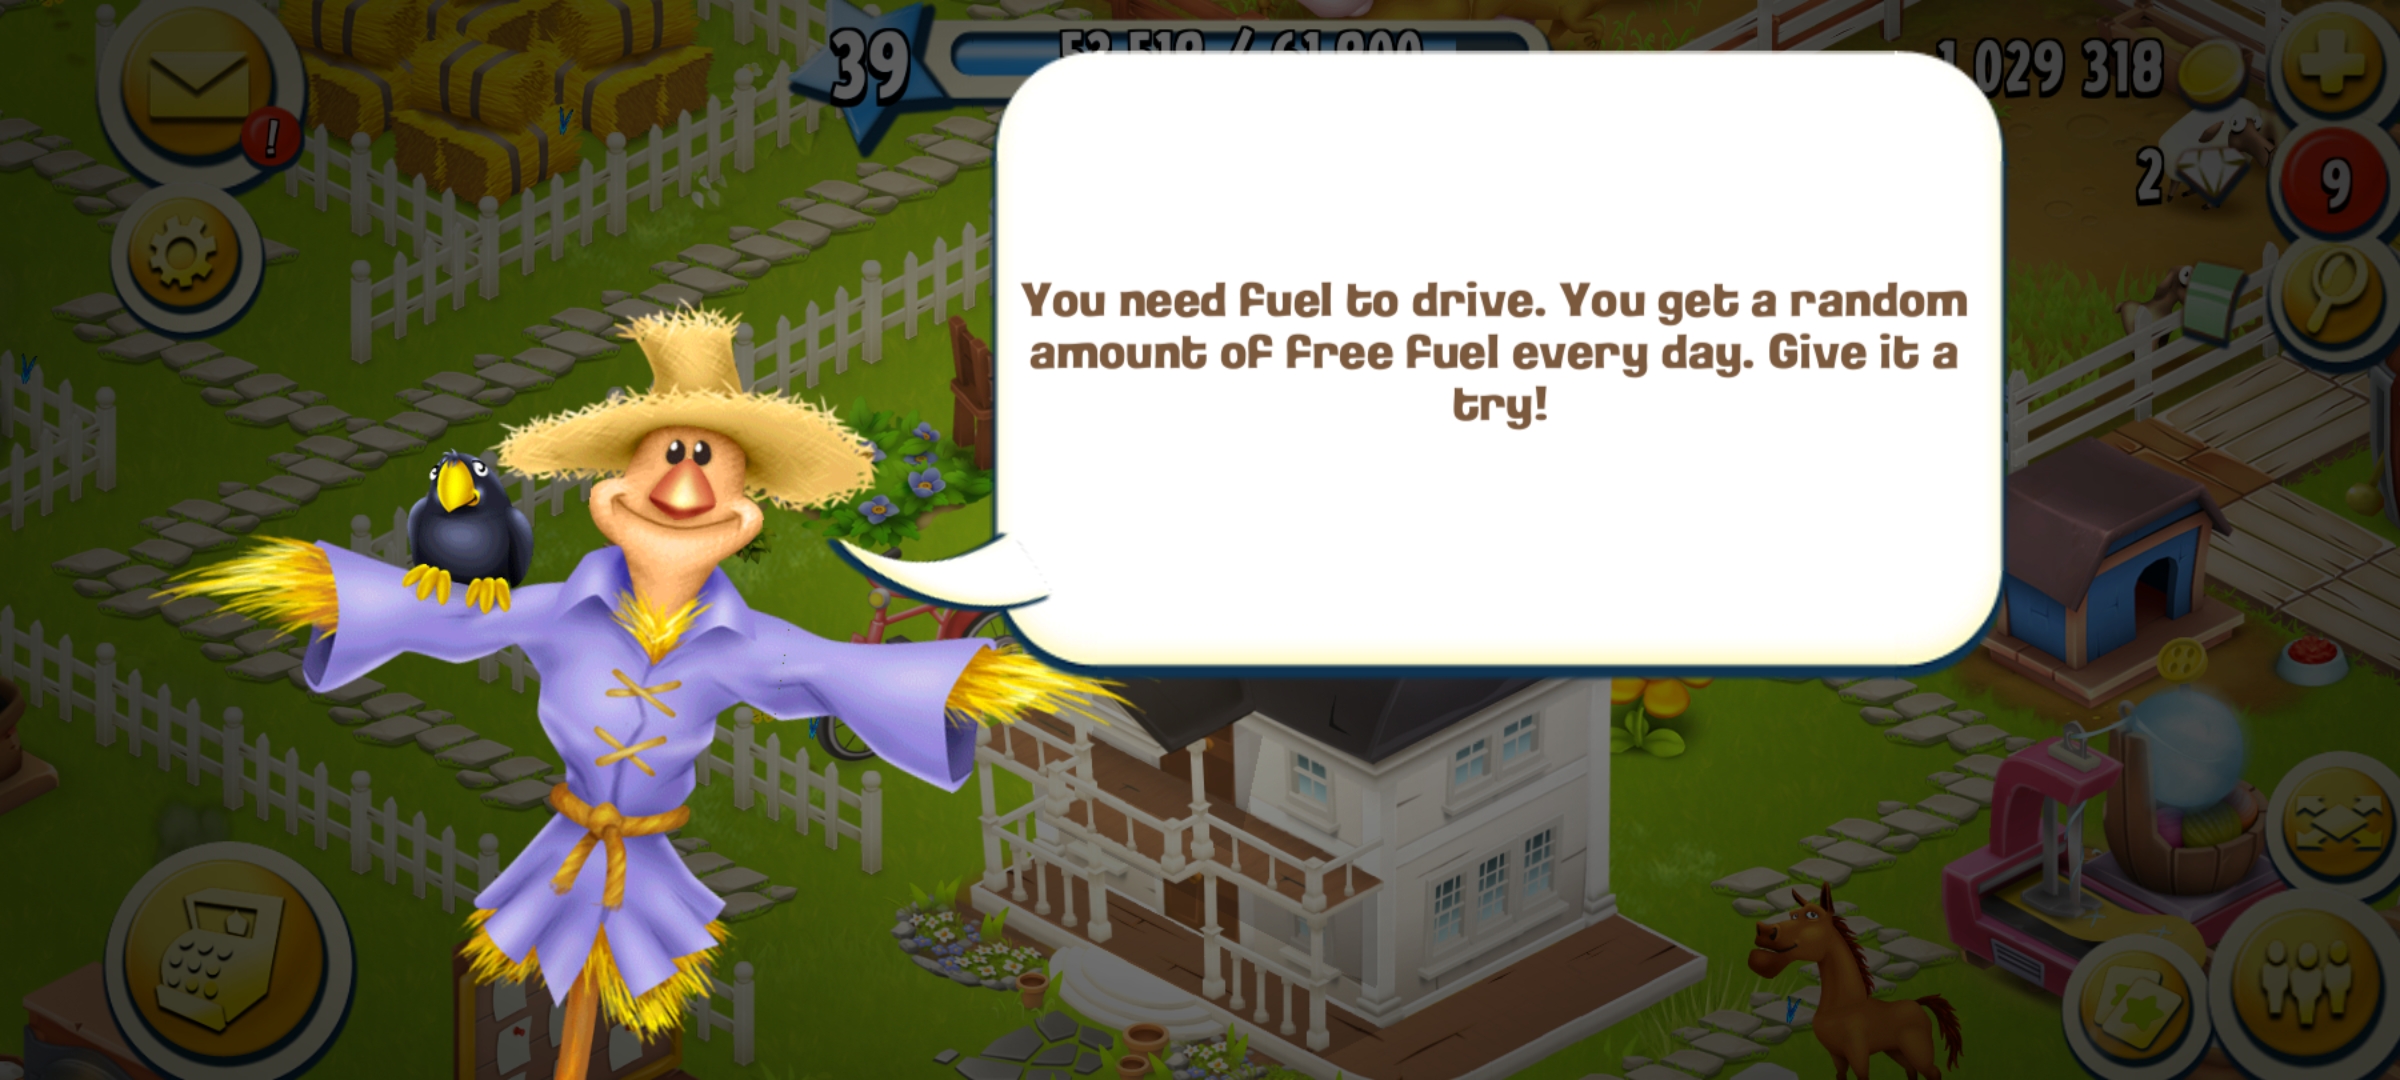 39
1 029 318
2
9
!
You need fuel to drive. You get a random
amount of free fuel every day. Give it a
try!